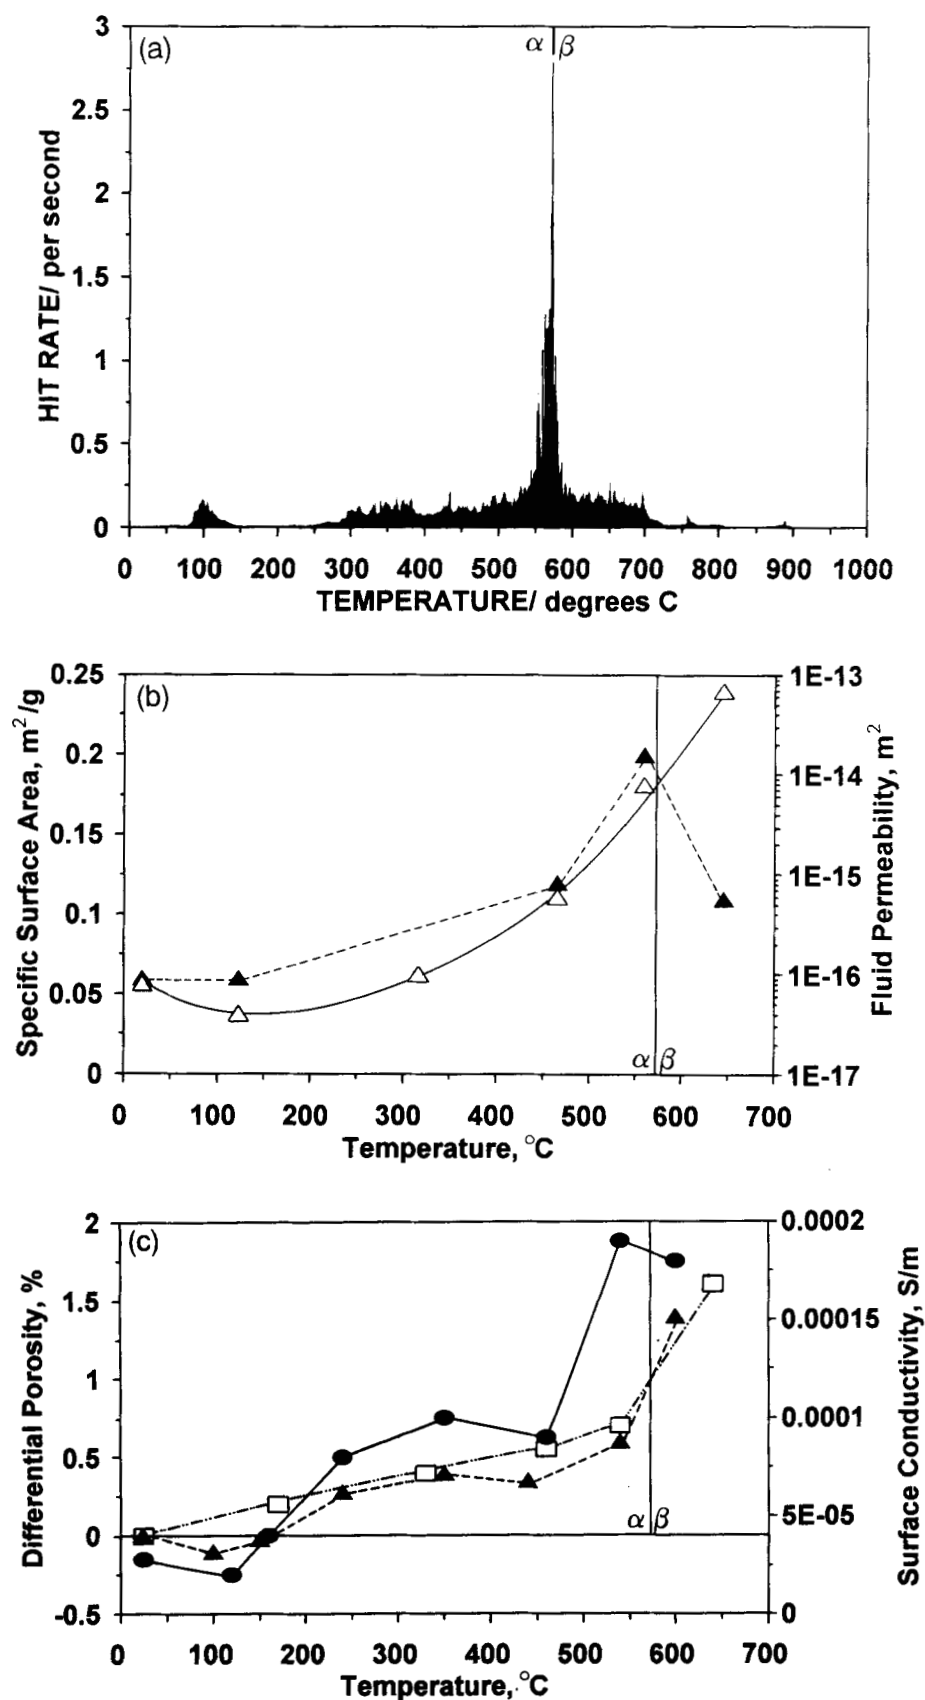 (a)
α β
3
2.5
2
1.5
1
0.5
0
HIT RATE/ per second
0 100 200 300 400 500 600 700 800 900 1000
TEMPERATURE/ degrees C
(b)
0.25
0.2
0.15
0.1
0.05
0
Specific Surface Area, m²/g
1E-13
1E-14
1E-15
1E-16
1E-17
Fluid Permeability, m²
α β
0 100 200 300 400 500 600 700
Temperature, °C
(c)
2
1.5
1
0.5
0
-0.5
Differential Porosity, %
0.0002
0.00015
0.0001
5E-05
0
Surface Conductivity, S/m
α β
0 100 200 300 400 500 600 700
Temperature, °C